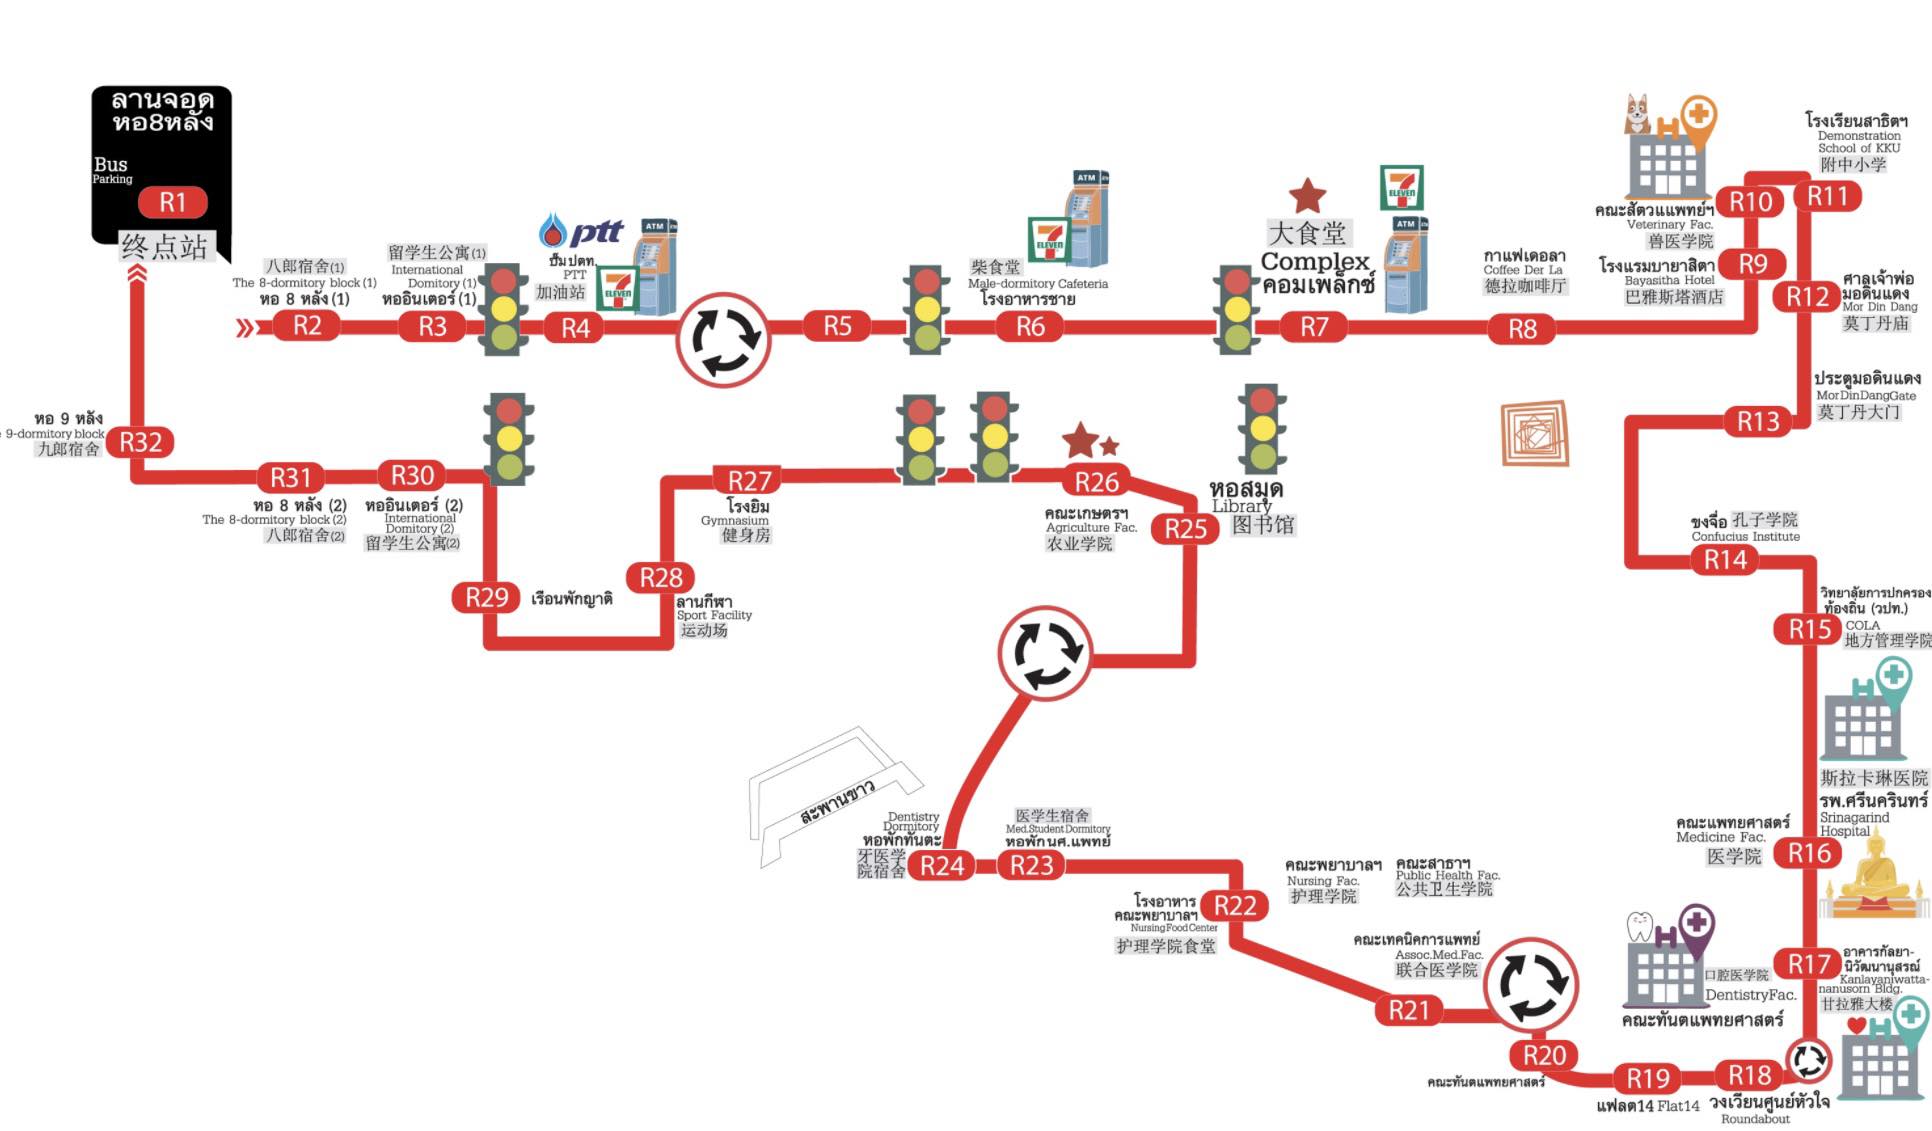 ลานจอด
หอ8หลัง
Bus
Parking
R1
终点站
八郎宿舍(1)
The 8-dormitory block (1)
หอ 8 หลัง (1)
R2
留学生公寓(1)
International
Domitory (1)
หออินเตอร์ (1)
R3
ptt
ปั๊ม ปตท.
PTT
加油站
ATM
7
ELEVEN
R4
R5
柴食堂
Male-dormitory Cafeteria
โรงอาหารชาย
7
ELEVEN
ATM
R6
大食堂
Complex
คอมเพล็กซ์
7
ELEVEN
ATM
R7
กาแฟเดอลา
Coffee Der La
德拉咖啡厅
R8
โรงแรมบายาสิตา
Bayasitha Hotel
巴雅斯塔酒店
R9
H
คณะสัตวแแพทย์ฯ
Veterinary Fac.
兽医学院
R10
โรงเรียนสาธิตฯ
Demonstration
School of KKU
附中小学
R11
R12
ศาลเจ้าพ่อ
มอดินแดง
Mor Din Dang
莫丁丹庙
ประตูมอดินแดง
MorDinDangGate
莫丁丹大门
R13
ขงจื่อ 孔子学院
Confucius Institute
R14
วิทยาลัยการปกครอง
ท้องถิ่น (วปท.)
COLA
地方管理学院
R15
H
斯拉卡琳医院
รพ.ศรีนครินทร์
Srinagarind
Hospital
คณะแพทยศาสตร์
Medicine Fac.
医学院
R16
R17
อาคารกัลยา-
นิวัฒนานุสรณ์
Kanlayaniwatta-
nanusorn Bldg.
甘拉雅大楼
H
H
口腔医学院
DentistryFac.
คณะทันตแพทยศาสตร์
R18
วงเวียนศูนย์หัวใจ
Roundabout
R19
แฟลต14 Flat14
R20
คณะทันตแพทยศาสตร์
คณะเทคนิคการแพทย์
Assoc.Med.Fac.
联合医学院
R21
คณะพยาบาลฯ
Nursing Fac.
护理学院
คณะสาธาฯ
Public Health Fac.
公共卫生学院
โรงอาหาร
คณะพยาบาลฯ
NursingFoodCenter
护理学院食堂
R22
医学生宿舍
Med.StudentDormitory
หอพักนศ.แพทย์
R23
Dentistry
Dormitory
หอพักทันตะ
牙医学
院宿舍
R24
สะพานขาว
หอสมุด
Library
图书馆
R25
R26
คณะเกษตรฯ
Agriculture Fac.
农业学院
R27
โรงยิม
Gymnasium
健身房
R28
ลานกีฬา
Sport Facility
运动场
R29
เรือนพักญาติ
R30
หออินเตอร์ (2)
International
Domitory (2)
留学生公寓(2)
R31
หอ 8 หลัง (2)
The 8-dormitory block (2)
八郎宿舍(2)
หอ 9 หลัง
9-dormitory block
九郎宿舍
R32